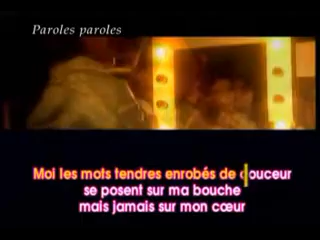 Paroles paroles
Moi les mots tendres enrobés de douceur
se posent sur ma bouche
mais jamais sur mon cœur